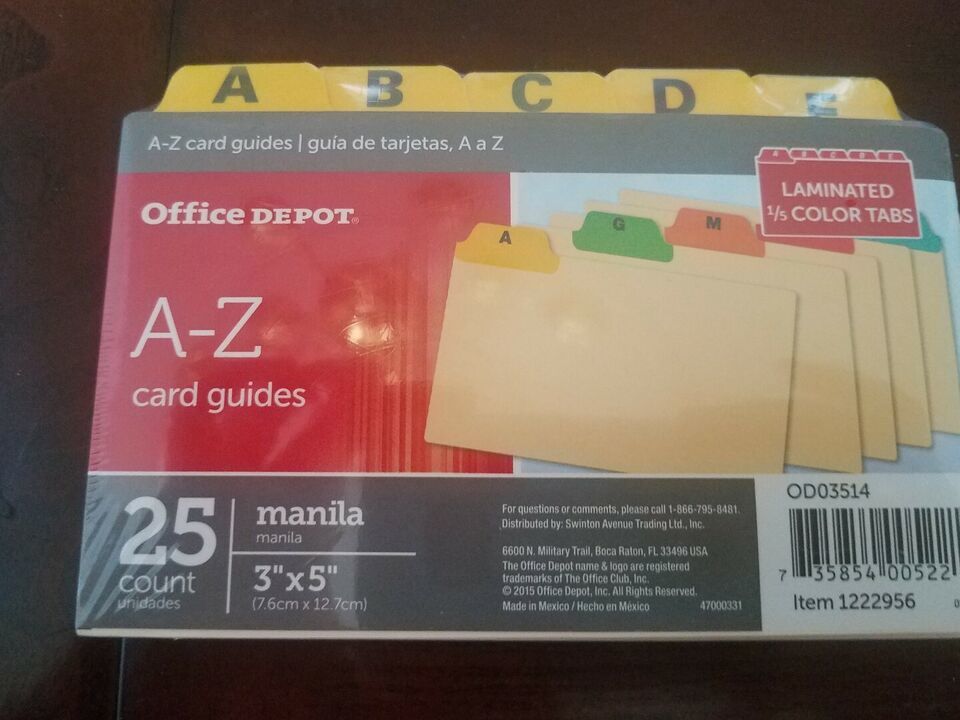 A B C D E
A-Z card guides | guía de tarjetas, A a Z
A B C D E
LAMINATED
1/5 COLOR TABS
Office DEPOT®
A G M
A-Z
card guides
25
count
unidades
manila
manila
3" x 5"
(7.6cm x 12.7cm)
For questions or comments, please call 1-866-795-8481.
Distributed by: Swinton Avenue Trading Ltd., Inc.
6600 N. Military Trail, Boca Raton, FL 33496 USA
The Office Depot name & logo are registered
trademarks of The Office Club, Inc.
© 2015 Office Depot, Inc. All Rights Reserved.
Made in Mexico / Hecho en México
47000331
OD03514
7 35854 00522
Item 1222956